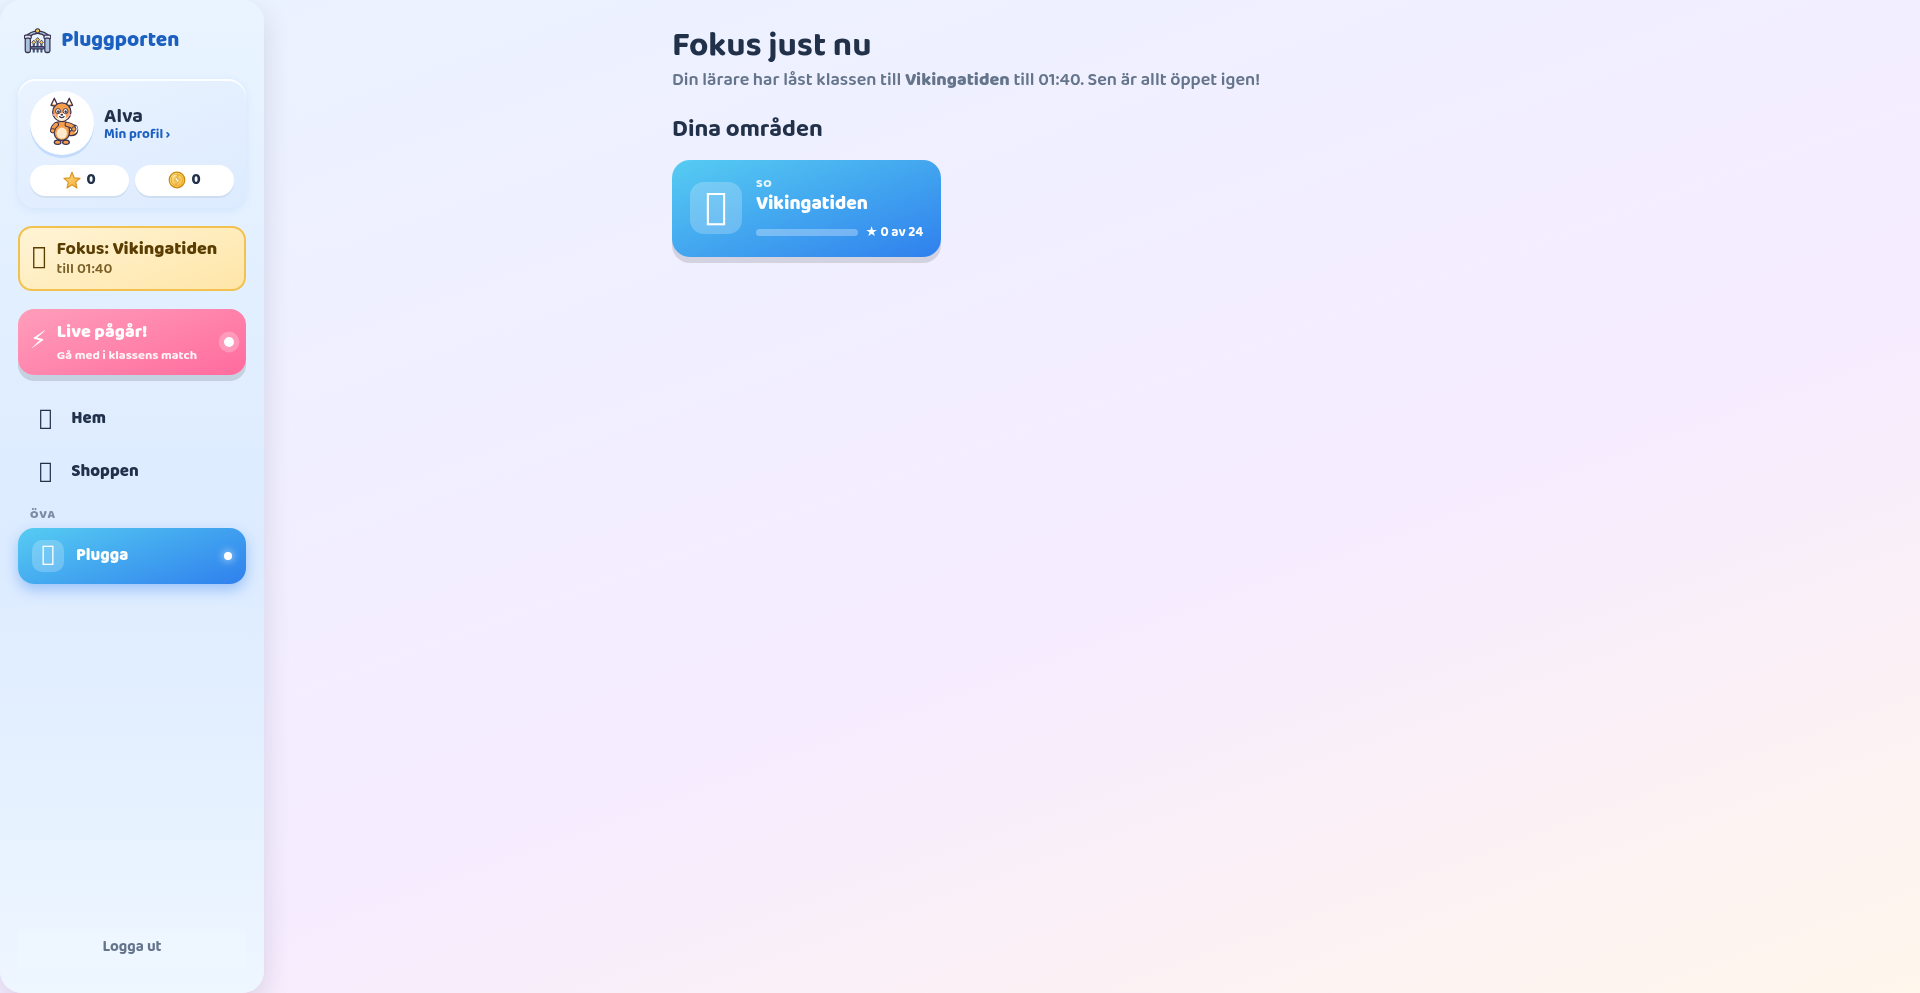 Pluggporten
Alva
Min profil ›
0
0
Fokus: Vikingatiden
till 01:40
Live pågår!
Gå med i klassens match
Hem
Shoppen
ÖVA
Plugga
Logga ut
Fokus just nu
Din lärare har låst klassen till Vikingatiden till 01:40. Sen är allt öppet igen!
Dina områden
SO
Vikingatiden
★ 0 av 24